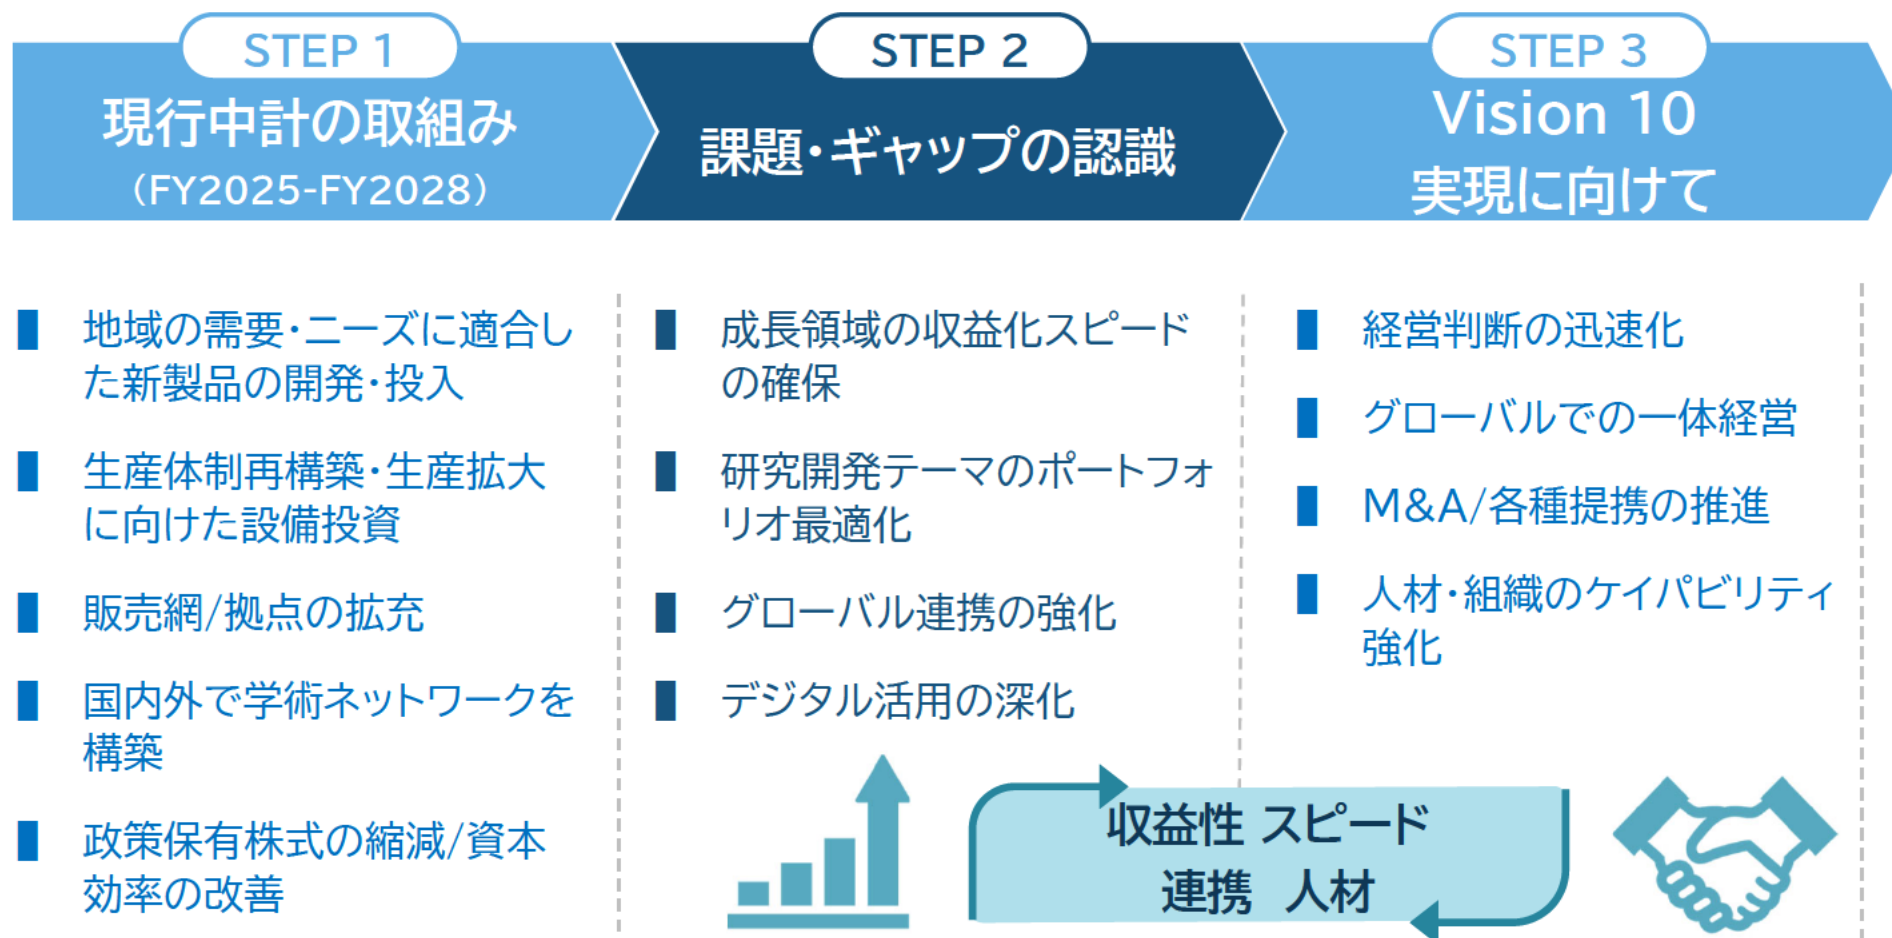 STEP 1
現行中計の取組み
（FY2025-FY2028）
地域の需要・ニーズに適合し
た新製品の開発・投入
生産体制再構築・生産拡大
に向けた設備投資
販売網/拠点の拡充
国内外で学術ネットワークを
構築
政策保有株式の縮減/資本
効率の改善
STEP 2
課題・ギャップの認識
成長領域の収益化スピード
の確保
研究開発テーマのポートフォ
リオ最適化
グローバル連携の強化
デジタル活用の深化
STEP 3
Vision 10
実現に向けて
経営判断の迅速化
グローバルでの一体経営
M&A/各種提携の推進
人材・組織のケイパビリティ
強化
収益性 スピード
連携 人材